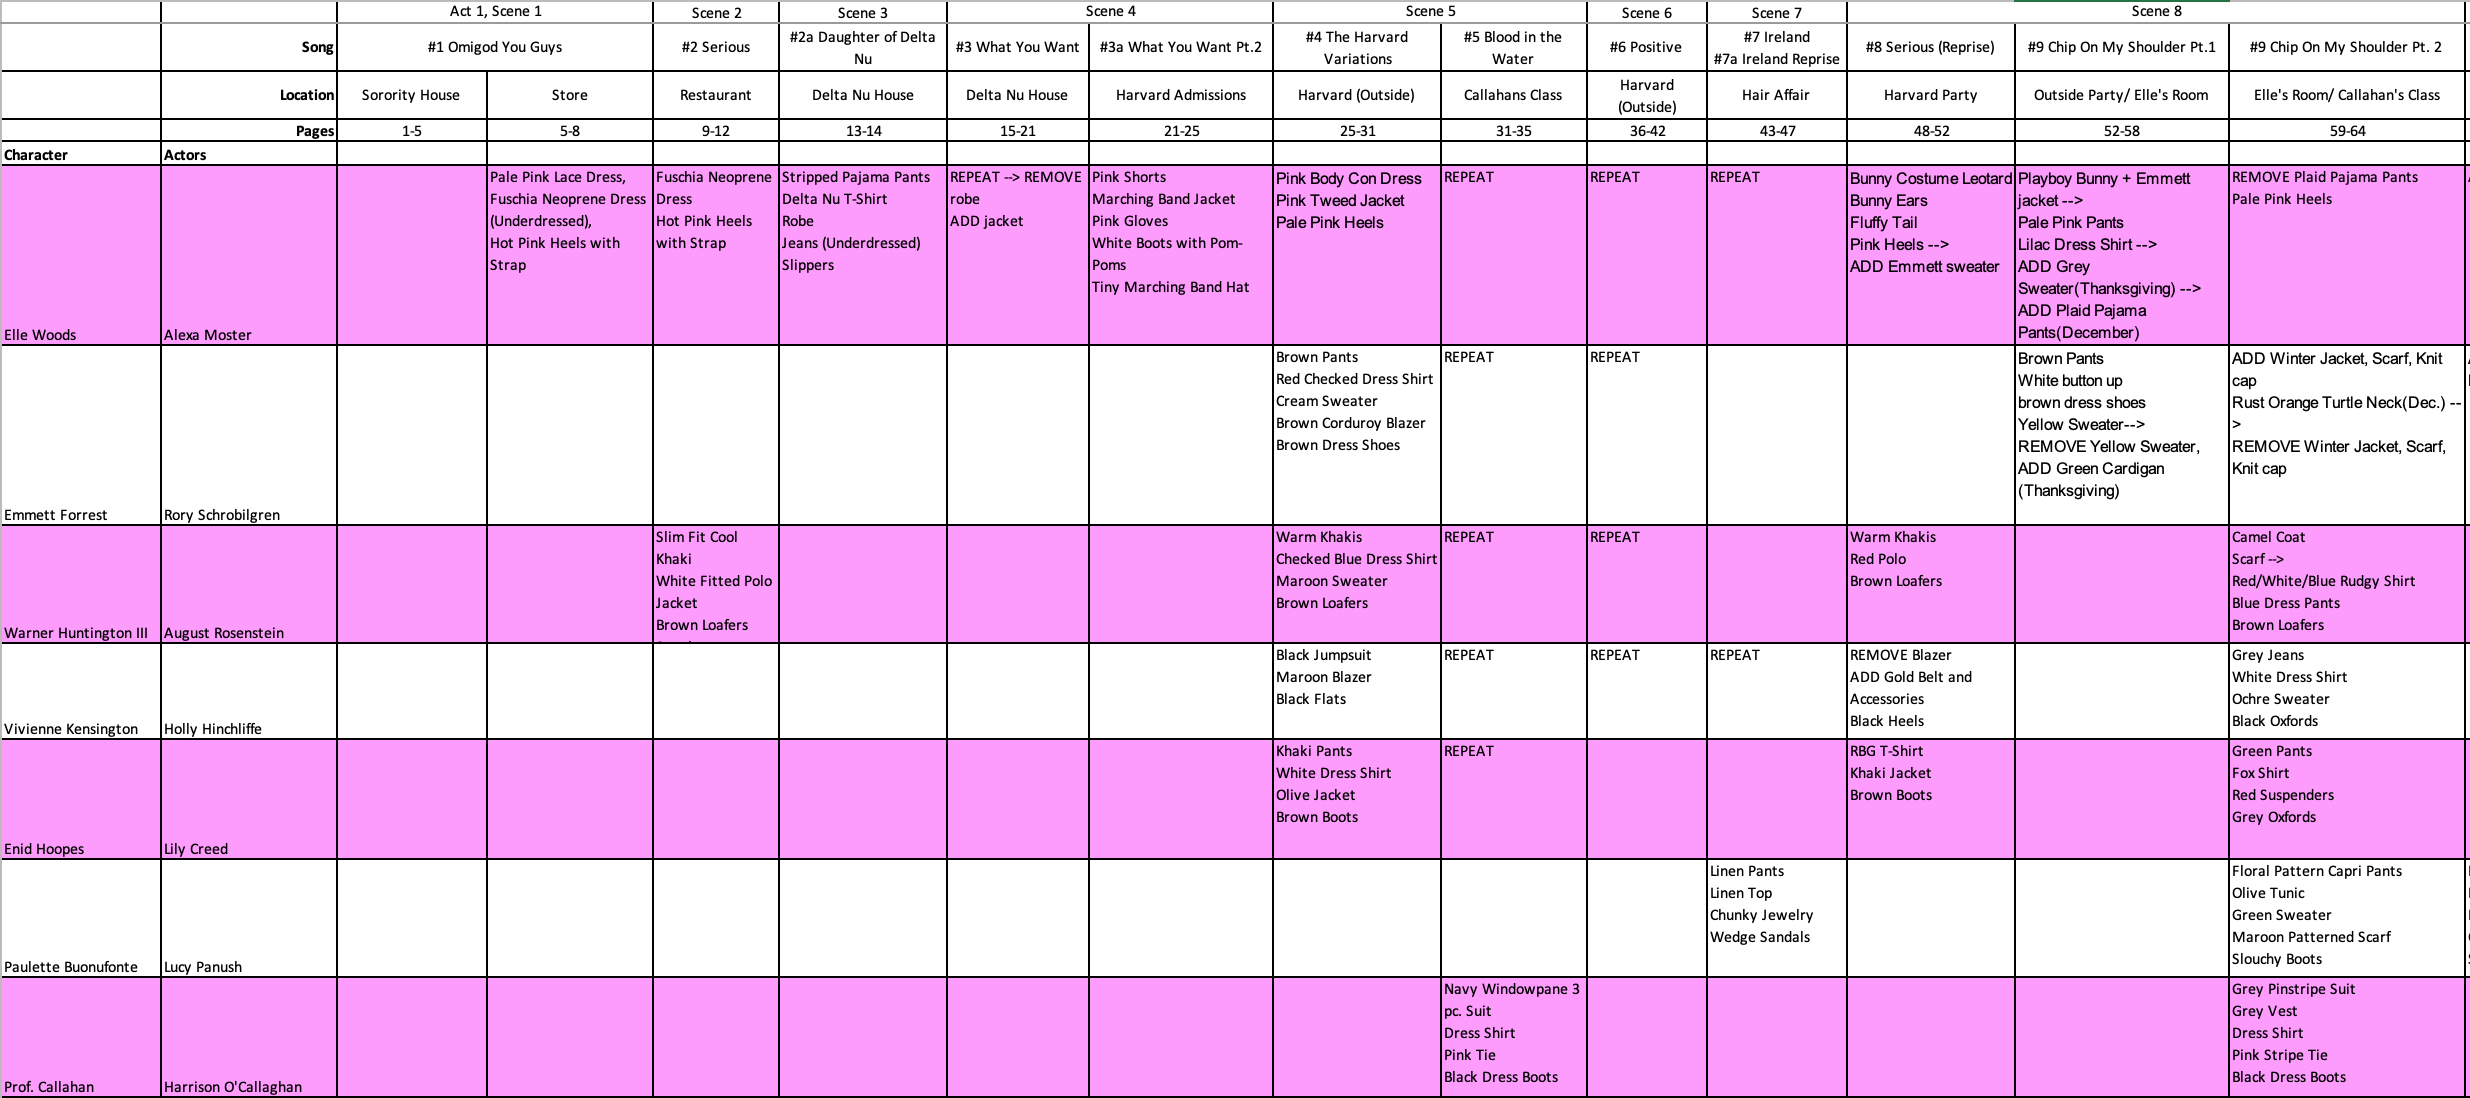 Act 1, Scene 1 Scene 2 Scene 3 Scene 4 Scene 5 Scene 6 Scene 7 Scene 8
Song #1 Omigod You Guys #2 Serious #2a Daughter of Delta Nu #3 What You Want #3a What You Want Pt.2 #4 The Harvard Variations #5 Blood in the Water #6 Positive #7 Ireland #7a Ireland Reprise #8 Serious (Reprise) #9 Chip On My Shoulder Pt.1 #9 Chip On My Shoulder Pt. 2
Location Sorority House Store Restaurant Delta Nu House Delta Nu House Harvard Admissions Harvard (Outside) Callahans Class Harvard (Outside) Hair Affair Harvard Party Outside Party/ Elle's Room Elle's Room/ Callahan's Class
Pages 1-5 5-8 9-12 13-14 15-21 21-25 25-31 31-35 36-42 43-47 48-52 52-58 59-64
Character Actors
Elle Woods
Alexa Moster
Pale Pink Lace Dress,
Fuschia Neoprene Dress
(Underdressed),
Hot Pink Heels with
Strap
Fuschia Neoprene
Dress
Hot Pink Heels
with Strap
Stripped Pajama Pants
Delta Nu T-Shirt
Robe
Jeans (Underdressed)
Slippers
REPEAT --> REMOVE
robe
ADD jacket
Pink Shorts
Marching Band Jacket
Pink Gloves
White Boots with Pom-
Poms
Tiny Marching Band Hat
Pink Body Con Dress
Pink Tweed Jacket
Pale Pink Heels
REPEAT
REPEAT
REPEAT
Bunny Costume Leotard
Bunny Ears
Fluffy Tail
Pink Heels -->
ADD Emmett sweater
Playboy Bunny + Emmett
jacket -->
Pale Pink Pants
Lilac Dress Shirt -->
ADD Grey
Sweater(Thanksgiving) -->
ADD Plaid Pajama
Pants(December)
REMOVE Plaid Pajama Pants
Pale Pink Heels
Emmett Forrest
Rory Schrobilgren
Brown Pants
Red Checked Dress Shirt
Cream Sweater
Brown Corduroy Blazer
Brown Dress Shoes
REPEAT
REPEAT
Brown Pants
White button up
brown dress shoes
Yellow Sweater-->
REMOVE Yellow Sweater,
ADD Green Cardigan
(Thanksgiving)
ADD Winter Jacket, Scarf, Knit
cap
Rust Orange Turtle Neck(Dec.) --
>
REMOVE Winter Jacket, Scarf,
Knit cap
Warner Huntington III
August Rosenstein
Slim Fit Cool
Khaki
White Fitted Polo
Jacket
Brown Loafers
Warm Khakis
Checked Blue Dress Shirt
Maroon Sweater
Brown Loafers
REPEAT
REPEAT
Warm Khakis
Red Polo
Brown Loafers
Camel Coat
Scarf -->
Red/White/Blue Rudgy Shirt
Blue Dress Pants
Brown Loafers
Vivienne Kensington
Holly Hinchliffe
Black Jumpsuit
Maroon Blazer
Black Flats
REPEAT
REPEAT
REPEAT
REMOVE Blazer
ADD Gold Belt and
Accessories
Black Heels
Grey Jeans
White Dress Shirt
Ochre Sweater
Black Oxfords
Enid Hoopes
Lily Creed
Khaki Pants
White Dress Shirt
Olive Jacket
Brown Boots
REPEAT
RBG T-Shirt
Khaki Jacket
Brown Boots
Green Pants
Fox Shirt
Red Suspenders
Grey Oxfords
Paulette Buonufonte
Lucy Panush
Linen Pants
Linen Top
Chunky Jewelry
Wedge Sandals
Floral Pattern Capri Pants
Olive Tunic
Green Sweater
Maroon Patterned Scarf
Slouchy Boots
Prof. Callahan
Harrison O'Callaghan
Navy Windowpane 3
pc. Suit
Dress Shirt
Pink Tie
Black Dress Boots
Grey Pinstripe Suit
Grey Vest
Dress Shirt
Pink Stripe Tie
Black Dress Boots